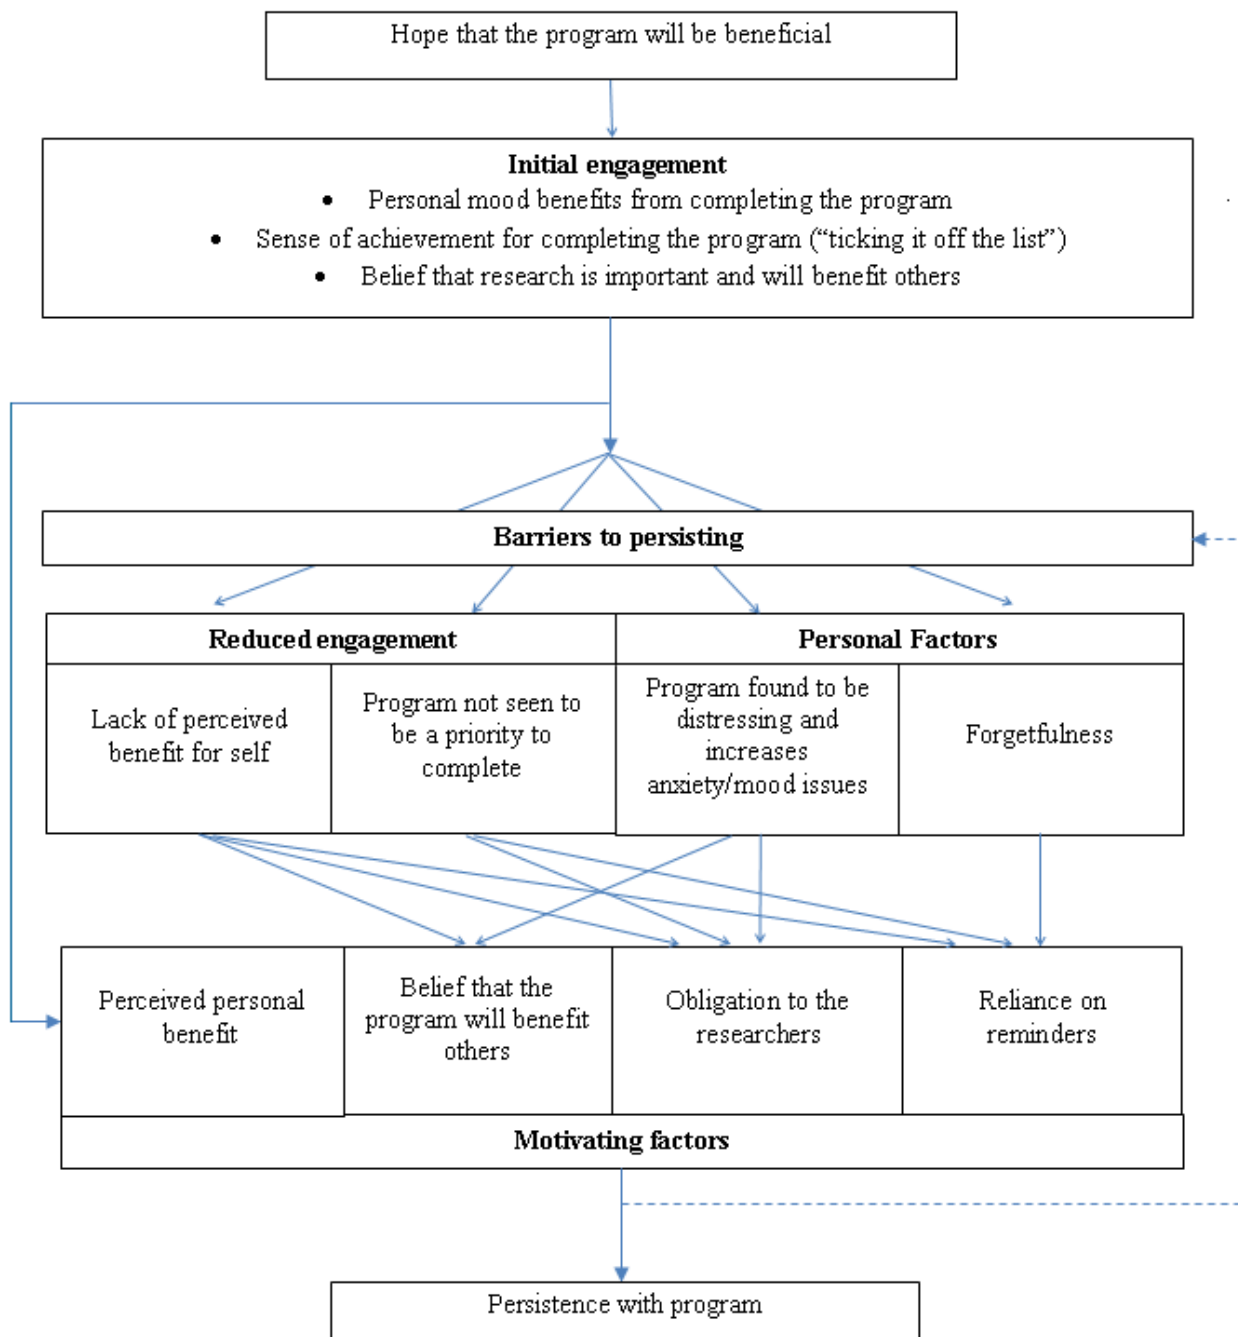 Hope that the program will be beneficial
Initial engagement
• Personal mood benefits from completing the program
• Sense of achievement for completing the program (“ticking it off the list”)
• Belief that research is important and will benefit others
Barriers to persisting
Reduced engagement
Personal Factors
Lack of perceived
benefit for self
Program not seen to
be a priority to
complete
Program found to be
distressing and
increases
anxiety/mood issues
Forgetfulness
Perceived personal
benefit
Belief that the
program will benefit
others
Obligation to the
researchers
Reliance on
reminders
Motivating factors
Persistence with program